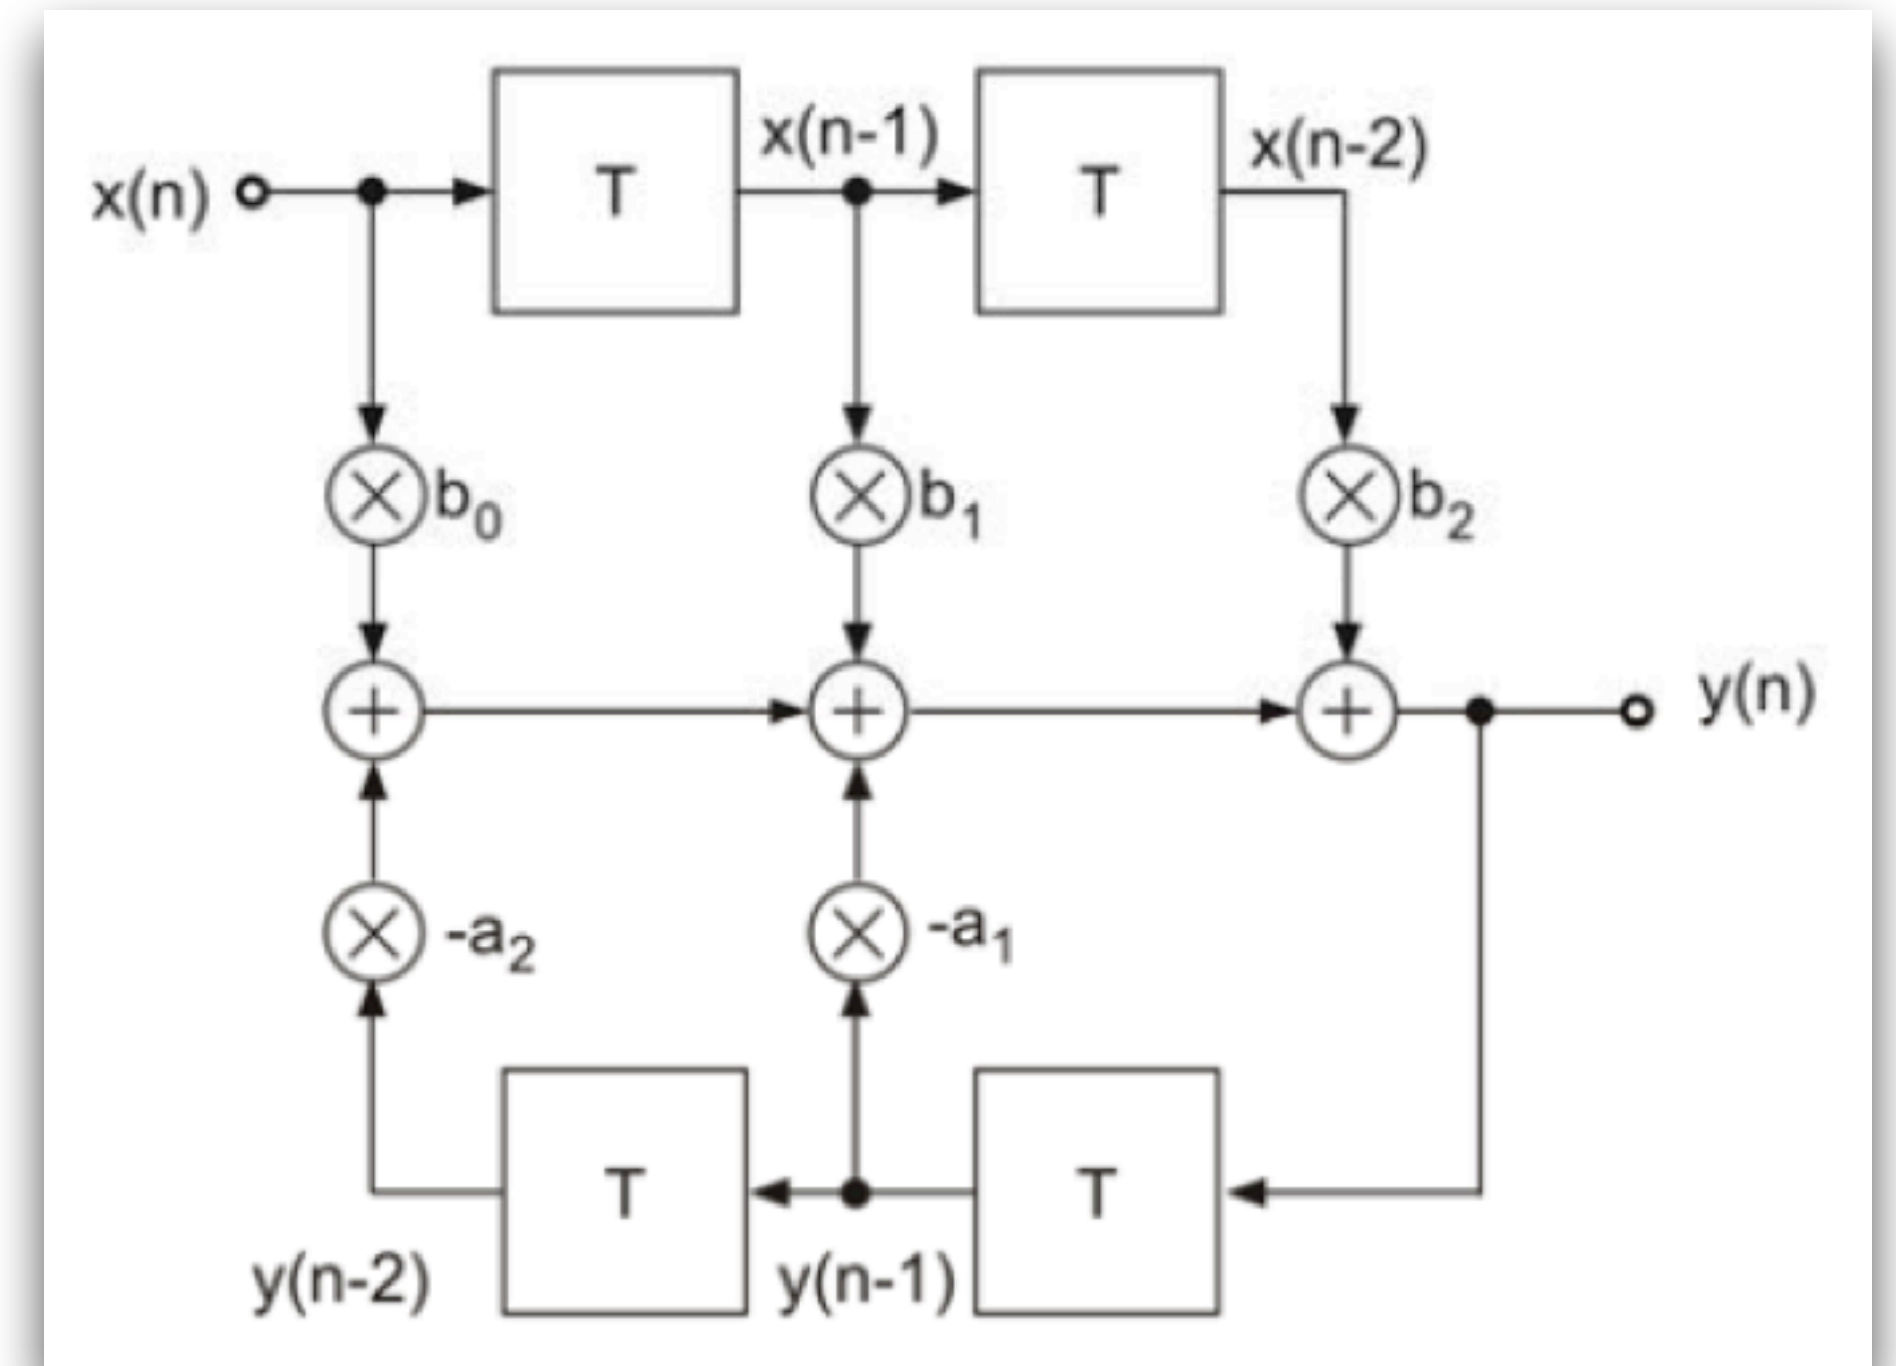 x(n-1)
x(n-2)
x(n)
T
T
b0
b1
b2
y(n)
-a2
-a1
T
T
y(n-2)
y(n-1)